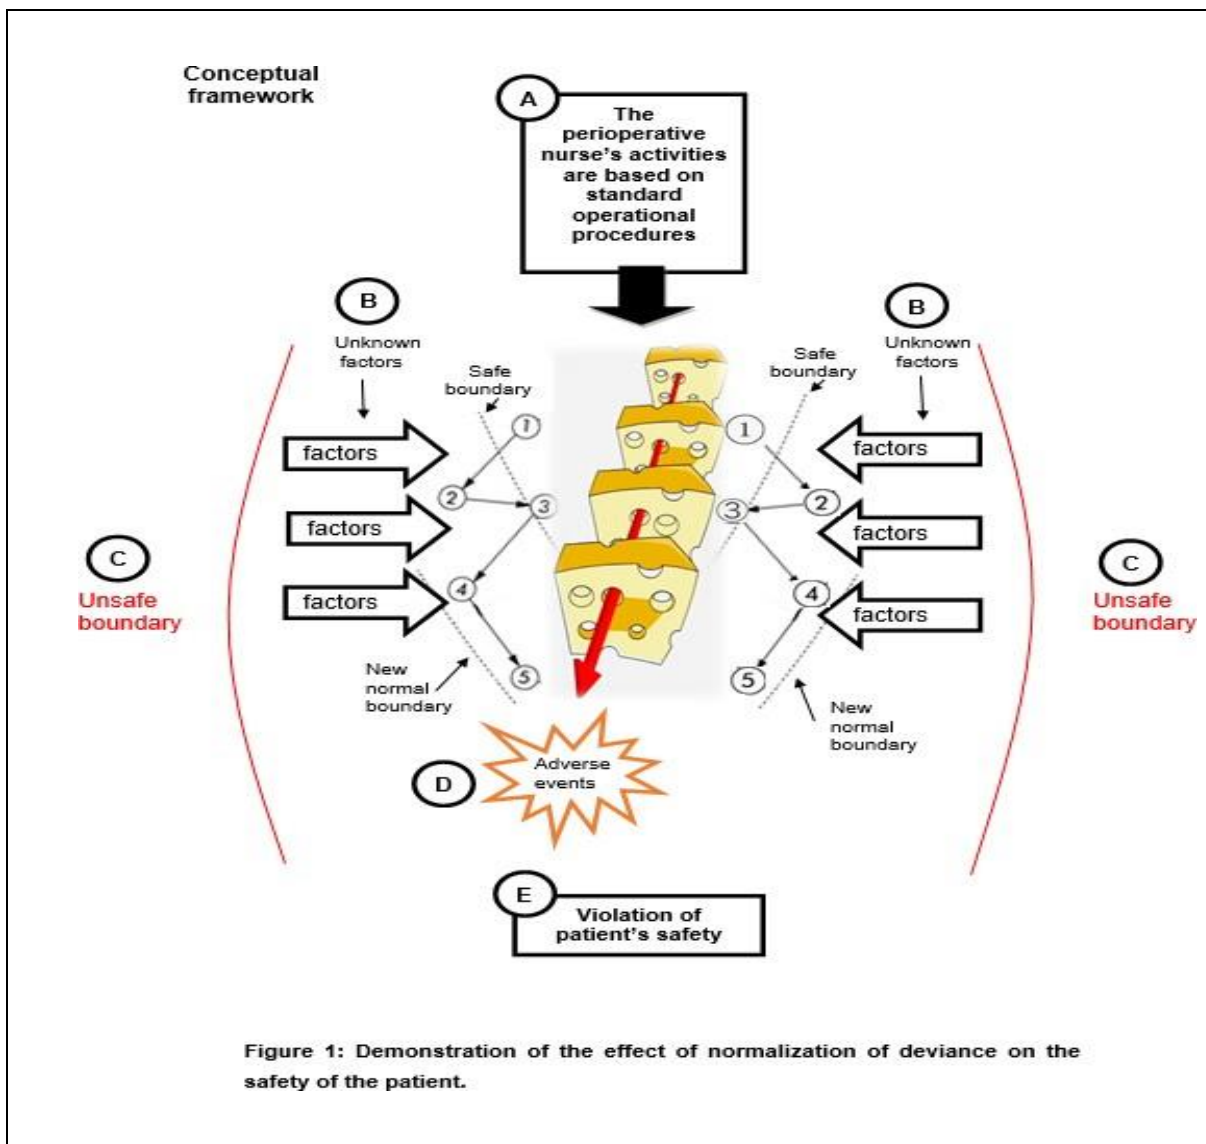 Conceptual
framework
A
The
perioperative
nurse's activities
are based on
standard
operational
procedures
B
Unknown
factors
B
Unknown
factors
Safe
boundary
Safe
boundary
1
1
factors
factors
2
3
3
2
factors
factors
C
Unsafe
boundary
C
Unsafe
boundary
4
4
factors
factors
5
5
New
normal
boundary
New
normal
boundary
D
Adverse
events
E
Violation of
patient's safety
Figure 1: Demonstration of the effect of normalization of deviance on the
safety of the patient.